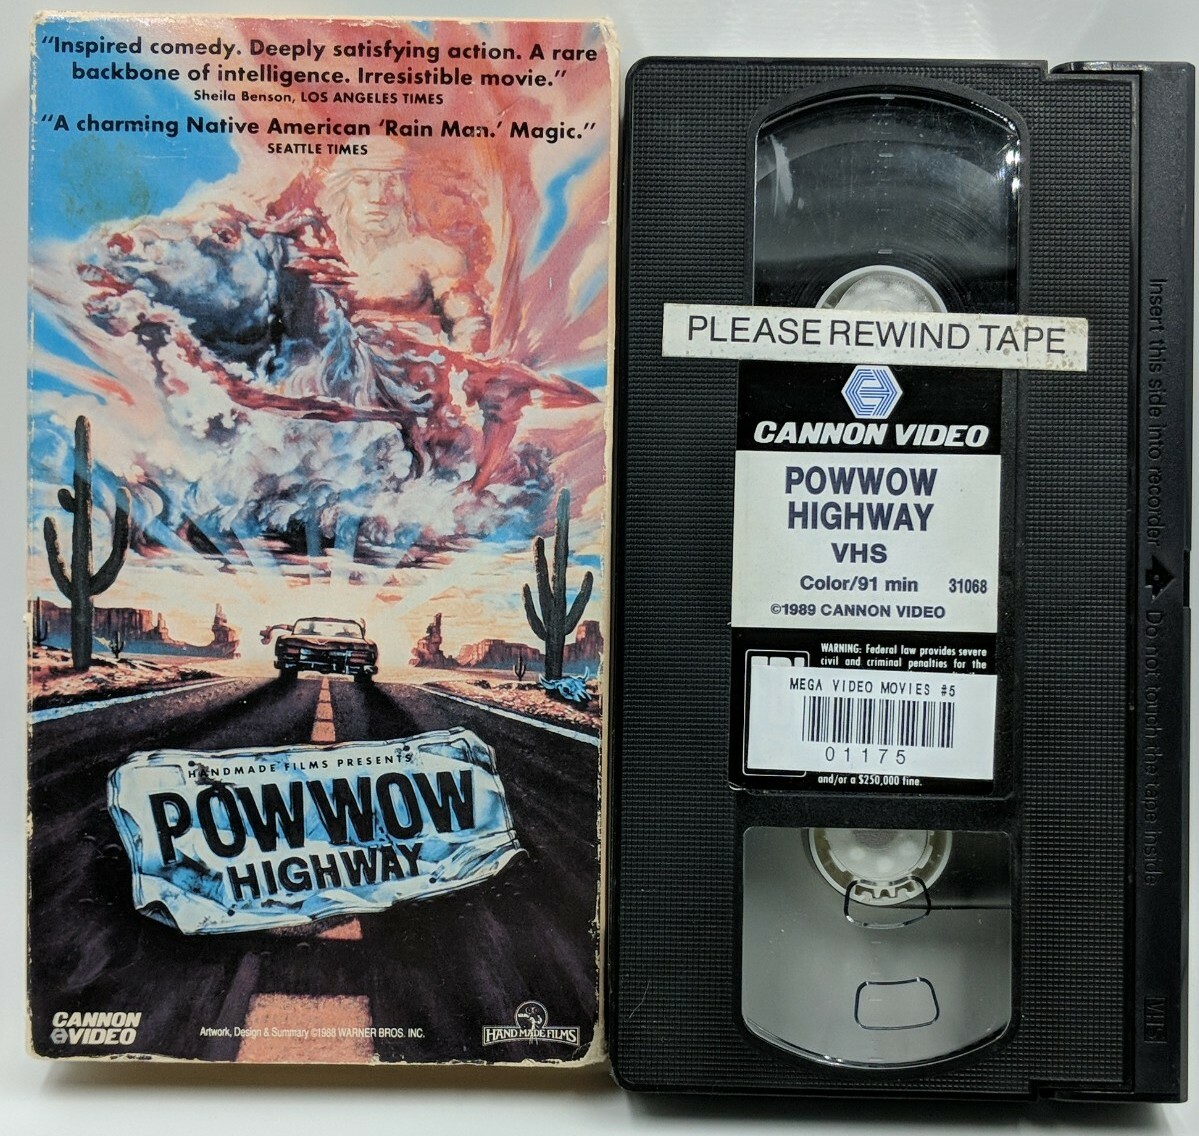 “Inspired comedy. Deeply satisfying action. A rare
backbone of intelligence. Irresistible movie.”
Sheila Benson, LOS ANGELES TIMES
“A charming Native American ‘Rain Man.’ Magic.”
SEATTLE TIMES
HANDMADE FILMS PRESENTS
POWWOW
HIGHWAY
CANNON
VIDEO
Artwork, Design & Summary ©1988 WARNER BROS. INC.
HANDMADE FILMS
PLEASE REWIND TAPE
CANNON VIDEO
POWWOW
HIGHWAY
VHS
Color/91 min 31068
©1989 CANNON VIDEO
WARNING: Federal law provides severe
civil and criminal penalties for the
MEGA VIDEO MOVIES #5
01175
and/or a $250,000 fine.
Insert this side into recorder Do not touch the tape inside
VHS